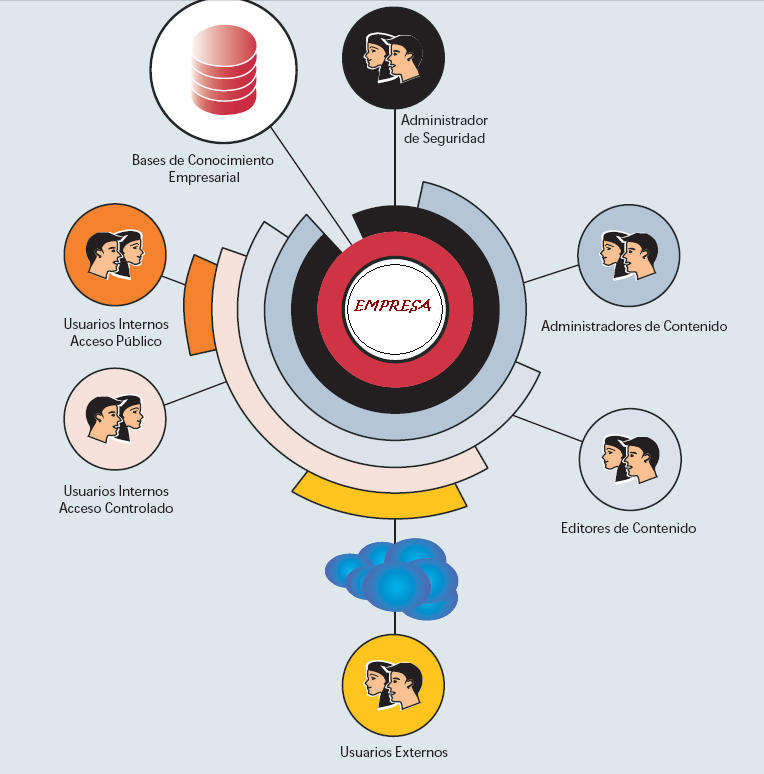 Administrador
de Seguridad
Bases de Conocimiento
Empresarial
Usuarios Internos
Acceso Público
EMPRESA
Administradores de Contenido
Usuarios Internos
Acceso Controlado
Editores de Contenido
Usuarios Externos